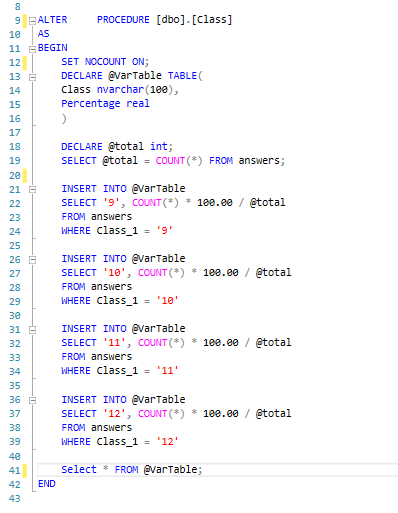 8
9 ALTER     PROCEDURE [dbo].[Class]
10 AS
11 BEGIN
12     SET NOCOUNT ON;
13     DECLARE @VarTable TABLE(
14     Class nvarchar(100),
15     Percentage real
16     )
17
18     DECLARE @total int;
19     SELECT @total = COUNT(*) FROM answers;
20
21     INSERT INTO @VarTable
22     SELECT '9', COUNT(*) * 100.00 / @total
23     FROM answers
24     WHERE Class_1 = '9'
25
26     INSERT INTO @VarTable
27     SELECT '10', COUNT(*) * 100.00 / @total
28     FROM answers
29     WHERE Class_1 = '10'
30
31     INSERT INTO @VarTable
32     SELECT '11', COUNT(*) * 100.00 / @total
33     FROM answers
34     WHERE Class_1 = '11'
35
36     INSERT INTO @VarTable
37     SELECT '12', COUNT(*) * 100.00 / @total
38     FROM answers
39     WHERE Class_1 = '12'
40
41     Select * FROM @VarTable;
42 END
43